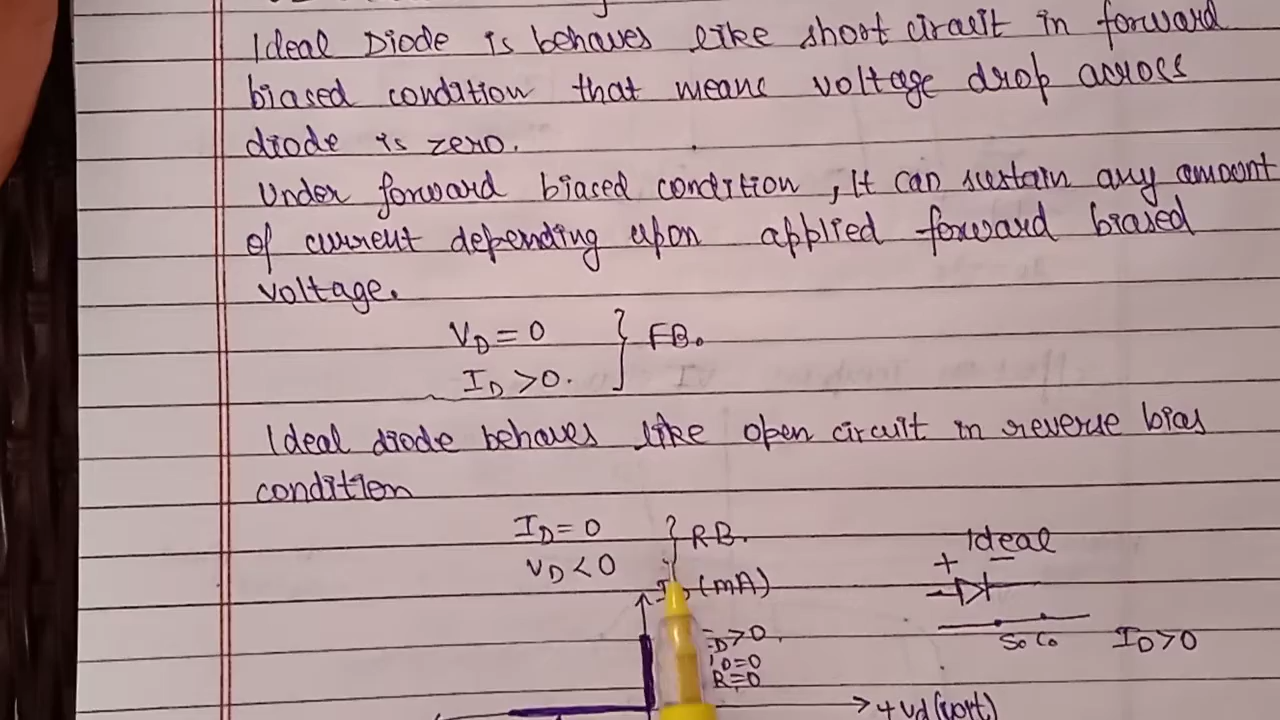 Ideal Diode is behaves like short circuit in forward
biased condition that means voltage drop across
diode is zero.
Under forward biased condition, It can sustain any amount
of current depending upon applied forward biased
voltage.
VD = 0
ID > 0.
} FB.
Ideal diode behaves like open circuit in reverse bias
condition
ID = 0
VD < 0
} RB.
Ideal
+ −
(mA)
D > 0.
D = 0
R = 0
S.C.
ID > 0
+Vd (volt)